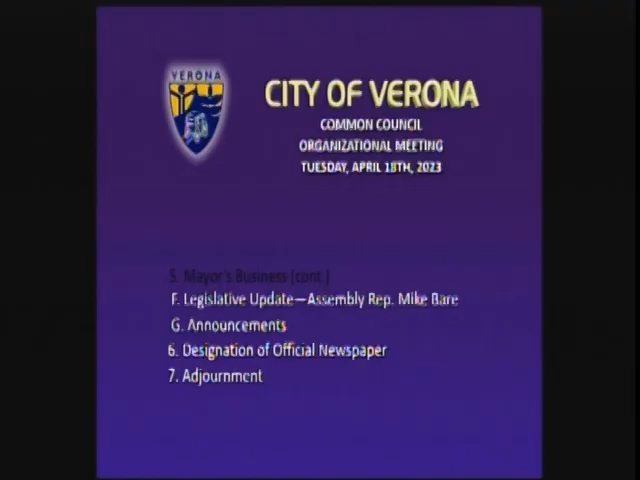 VERONA
CITY OF VERONA
COMMON COUNCIL
ORGANIZATIONAL MEETING
TUESDAY, APRIL 18TH, 2023
5. Mayor's Business (cont.)
F. Legislative Update—Assembly Rep. Mike Bare
G. Announcements
6. Designation of Official Newspaper
7. Adjournment